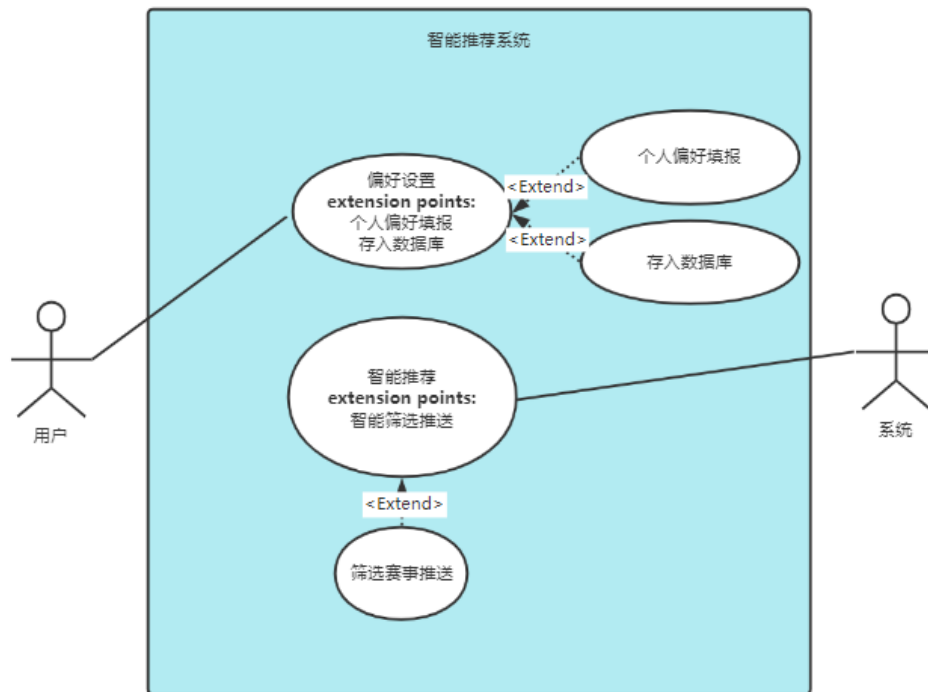 智能推荐系统
个人偏好填报
偏好设置
extension points:
个人偏好填报
存入数据库
<Extend>
<Extend>
存入数据库
智能推荐
extension points:
智能筛选推送
用户
系统
<Extend>
筛选赛事推送